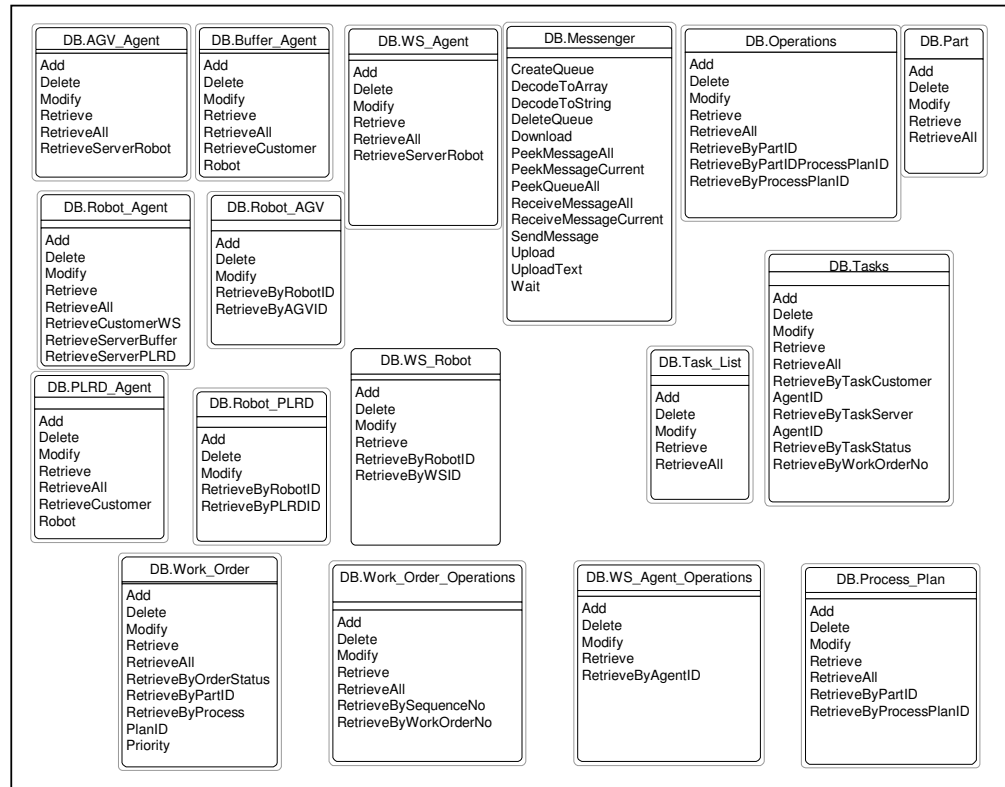 DB.AGV_Agent
Add
Delete
Modify
Retrieve
RetrieveAll
RetrieveServerRobot
DB.Buffer_Agent
Add
Delete
Modify
Retrieve
RetrieveAll
RetrieveCustomer
Robot
DB.WS_Agent
Add
Delete
Modify
Retrieve
RetrieveAll
RetrieveServerRobot
DB.Messenger
CreateQueue
DecodeToArray
DecodeToString
DeleteQueue
Download
PeekMessageAll
PeekMessageCurrent
PeekQueueAll
ReceiveMessageAll
ReceiveMessageCurrent
SendMessage
Upload
UploadText
Wait
DB.Operations
Add
Delete
Modify
Retrieve
RetrieveAll
RetrieveByPartID
RetrieveByPartIDProcessPlanID
RetrieveByProcessPlanID
DB.Part
Add
Delete
Modify
Retrieve
RetrieveAll
DB.Robot_Agent
Add
Delete
Modify
Retrieve
RetrieveAll
RetrieveCustomerWS
RetrieveServerBuffer
RetrieveServerPLRD
DB.Robot_AGV
Add
Delete
Modify
RetrieveByRobotID
RetrieveByAGVID
DB.Tasks
Add
Delete
Modify
Retrieve
RetrieveAll
RetrieveByTaskCustomer
AgentID
RetrieveByTaskServer
AgentID
RetrieveByTaskStatus
RetrieveByWorkOrderNo
DB.PLRD_Agent
Add
Delete
Modify
Retrieve
RetrieveAll
RetrieveCustomer
Robot
DB.Robot_PLRD
Add
Delete
Modify
RetrieveByRobotID
RetrieveByPLRDID
DB.WS_Robot
Add
Delete
Modify
Retrieve
RetrieveByRobotID
RetrieveByWSID
DB.Task_List
Add
Delete
Modify
Retrieve
RetrieveAll
DB.Work_Order
Add
Delete
Modify
Retrieve
RetrieveAll
RetrieveByOrderStatus
RetrieveByPartID
RetrieveByProcess
PlanID
Priority
DB.Work_Order_Operations
Add
Delete
Modify
Retrieve
RetrieveAll
RetrieveBySequenceNo
RetrieveByWorkOrderNo
DB.WS_Agent_Operations
Add
Delete
Modify
Retrieve
RetrieveByAgentID
DB.Process_Plan
Add
Delete
Modify
Retrieve
RetrieveAll
RetrieveByPartID
RetrieveByProcessPlanID